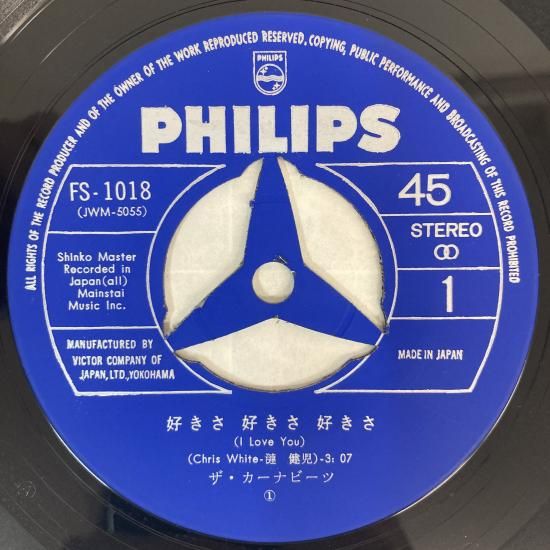 ALL RIGHTS OF THE RECORD PRODUCER AND OF THE OWNER OF THE WORK REPRODUCED RESERVED. COPYING, PUBLIC PERFORMANCE AND BROADCASTING OF THIS RECORD PROHIBITED
PHILIPS
PHILIPS
FS-1018
(JWM-5055)
45
STEREO
1
Shinko Master
Recorded in
Japan(all)
Mainstai
Music Inc.
MANUFACTURED BY
VICTOR COMPANY OF
JAPAN, LTD., YOKOHAMA
MADE IN JAPAN
好きさ 好きさ 好きさ
(I Love You)
(Chris White-漣 健児)-3:07
ザ・カーナビーツ
①